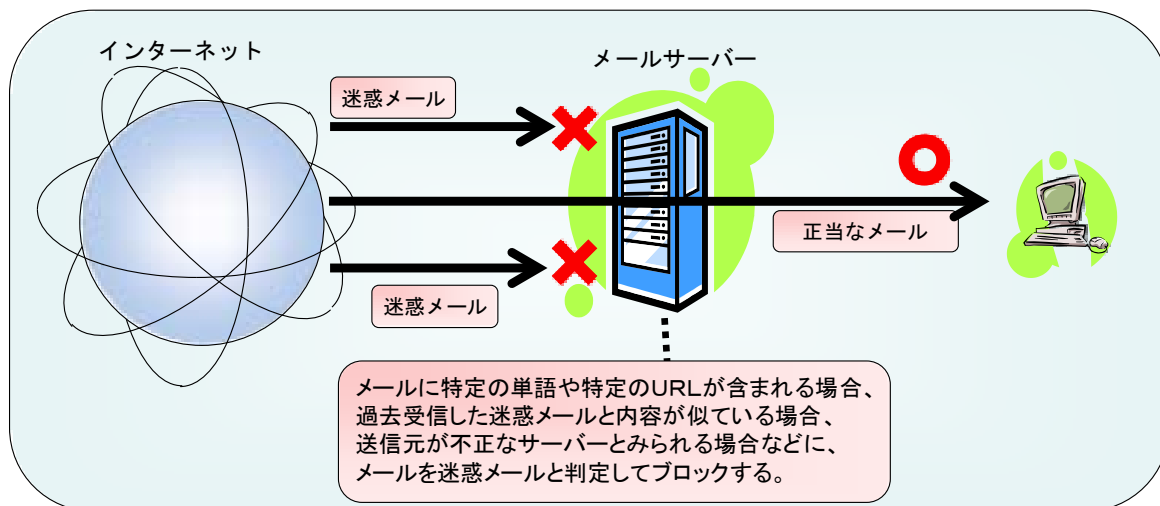 インターネット
メールサーバー
迷惑メール
正当なメール
迷惑メール
メールに特定の単語や特定のURLが含まれる場合、
過去受信した迷惑メールと内容が似ている場合、
送信元が不正なサーバーとみられる場合などに、
メールを迷惑メールと判定してブロックする。